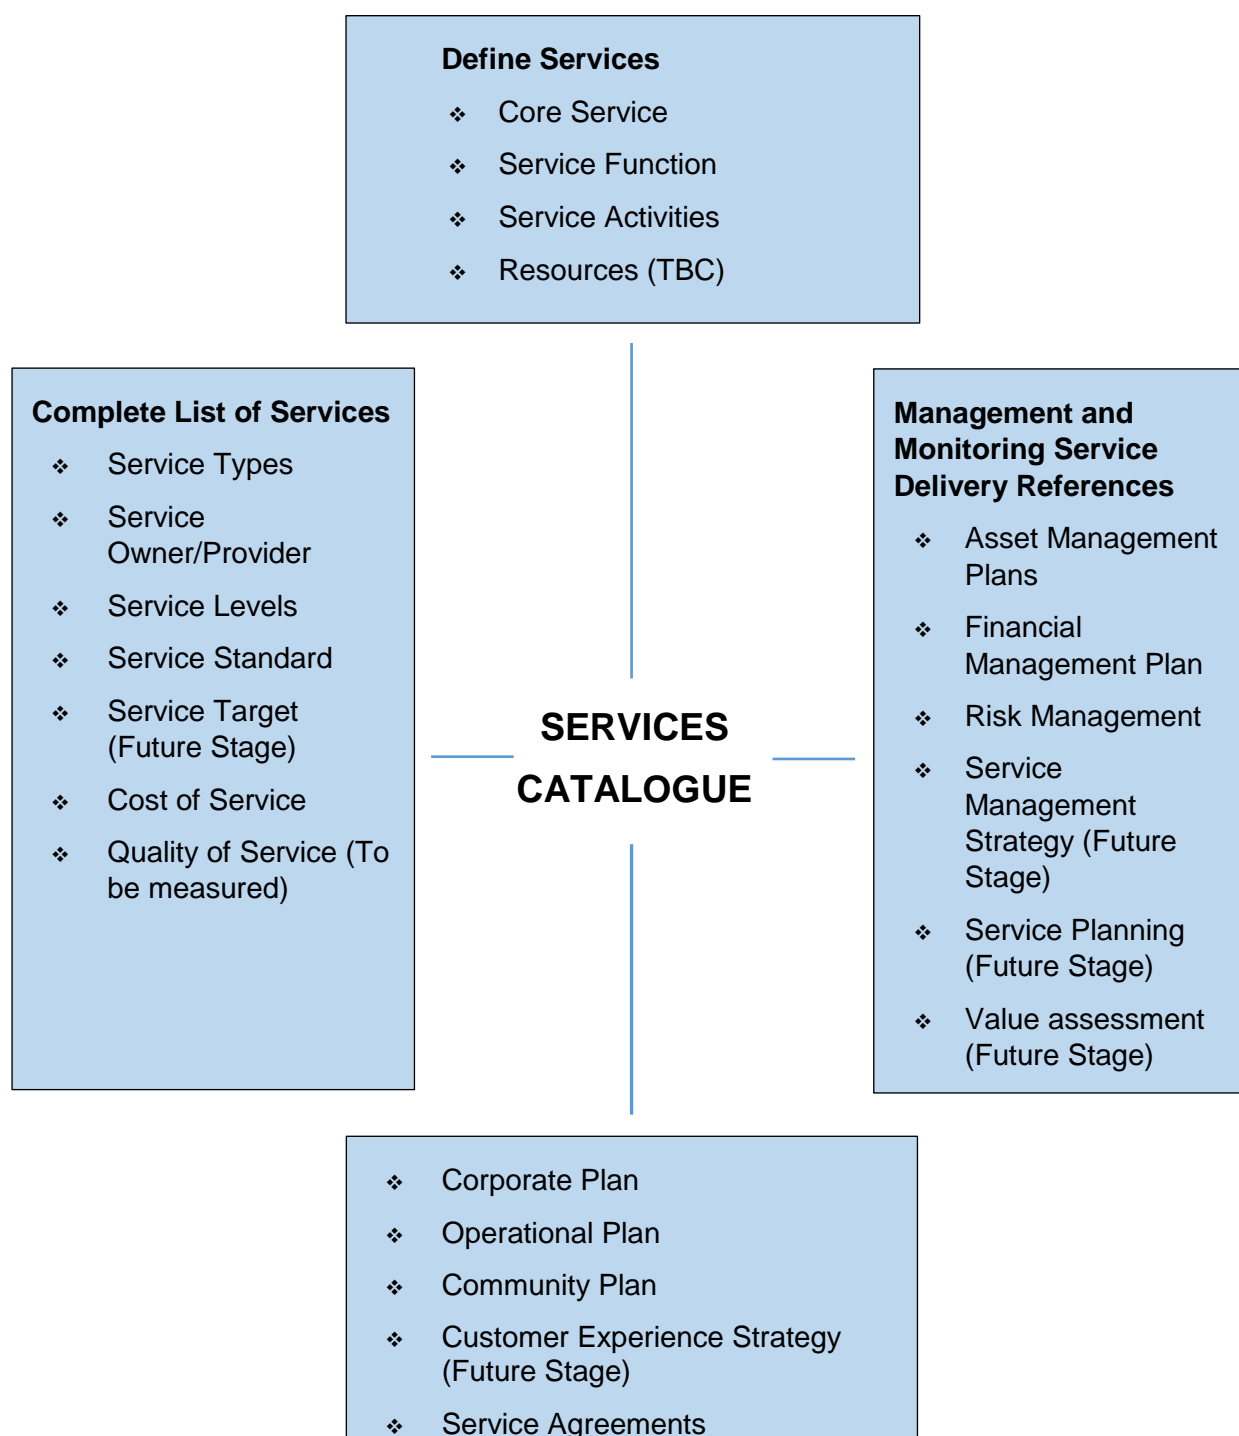 Define Services
❖ Core Service
❖ Service Function
❖ Service Activities
❖ Resources (TBC)
Complete List of Services
❖ Service Types
❖ Service
Owner/Provider
❖ Service Levels
❖ Service Standard
❖ Service Target
(Future Stage)
❖ Cost of Service
❖ Quality of Service (To
be measured)
SERVICES
CATALOGUE
Management and
Monitoring Service
Delivery References
❖ Asset Management
Plans
❖ Financial
Management Plan
❖ Risk Management
❖ Service
Management
Strategy (Future
Stage)
❖ Service Planning
(Future Stage)
❖ Value assessment
(Future Stage)
❖ Corporate Plan
❖ Operational Plan
❖ Community Plan
❖ Customer Experience Strategy
(Future Stage)
❖ Service Agreements